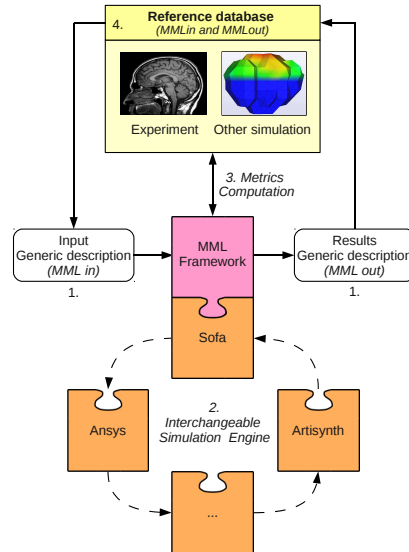 4.
Reference database
(MMLin and MMLout)
Experiment
Other simulation
3. Metrics
Computation
Input
Generic description
(MML in)
1.
MML
Framework
Results
Generic description
(MML out)
1.
Sofa
Ansys
2.
Interchangeable
Simulation Engine
Artisynth
...